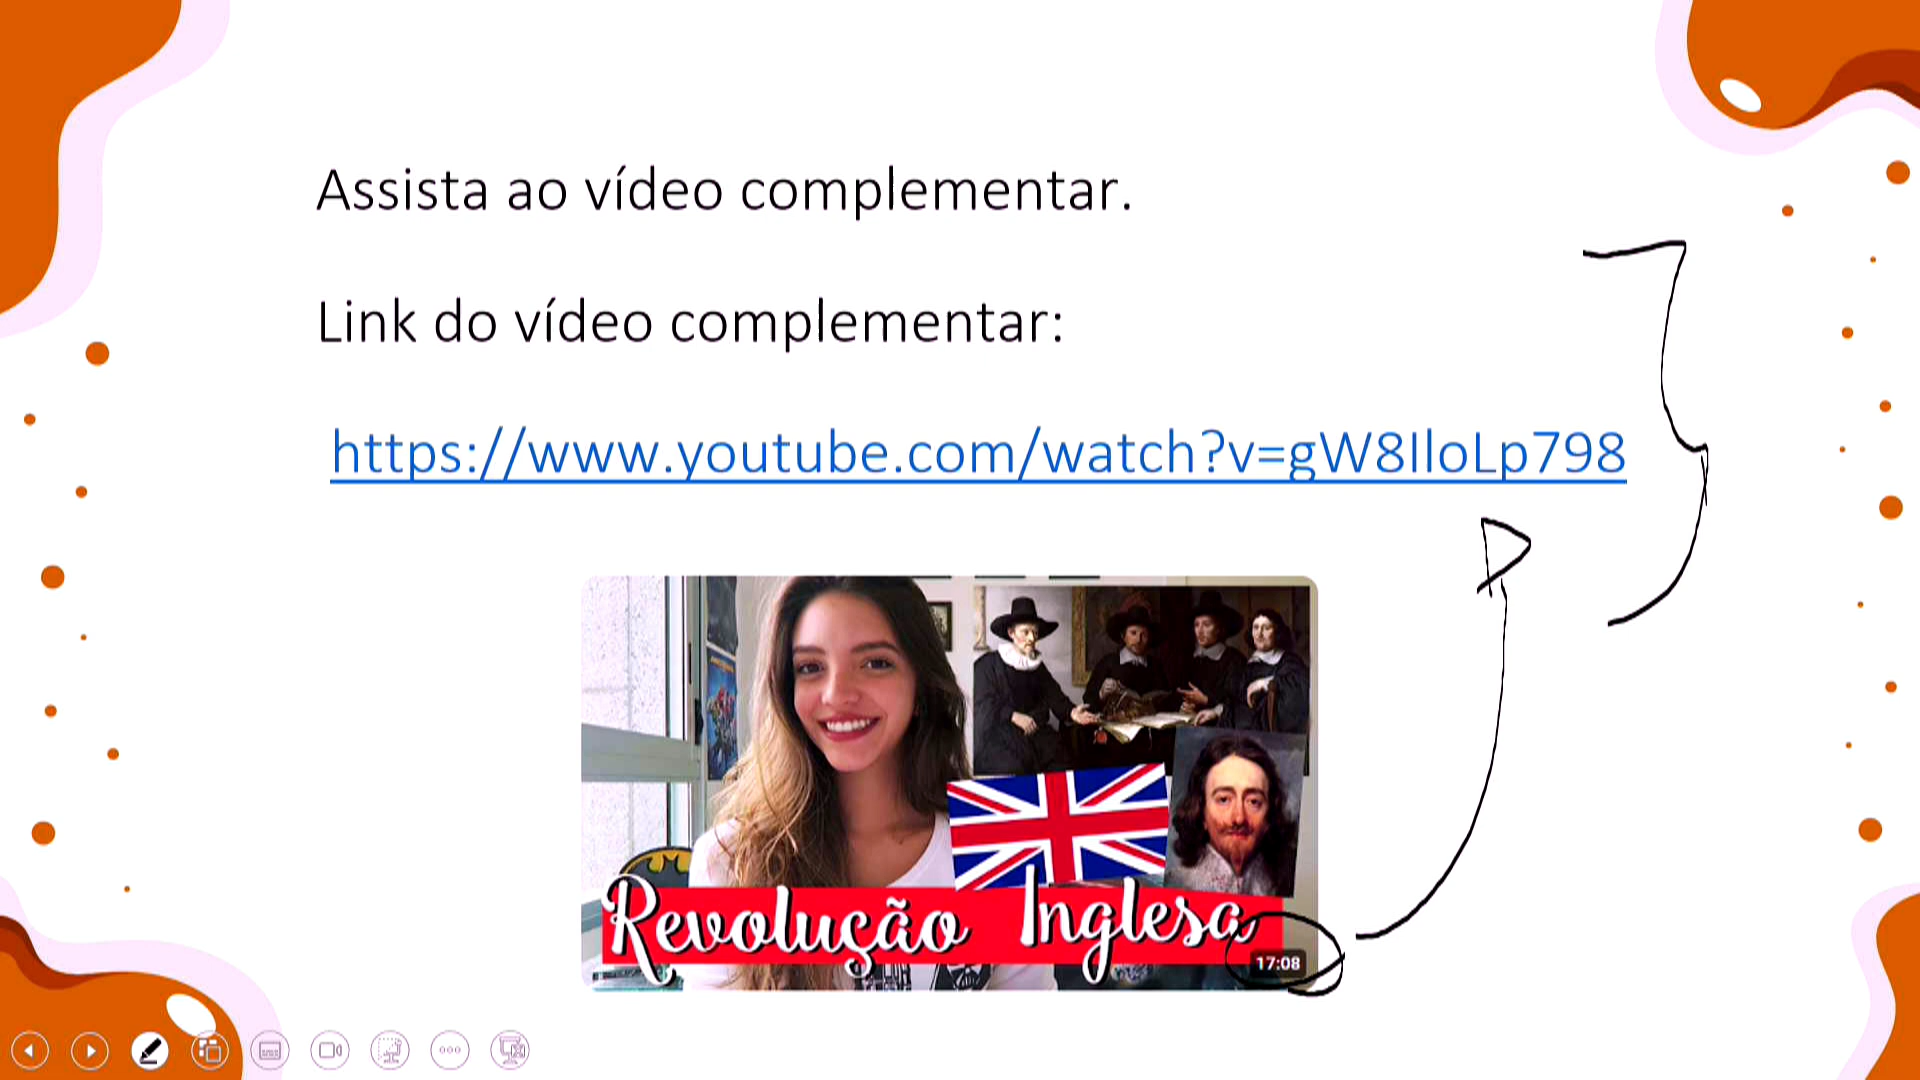 Assista ao vídeo complementar.
Link do vídeo complementar:
https://www.youtube.com/watch?v=gW8IloLp798
Revolução Inglesa
17:08